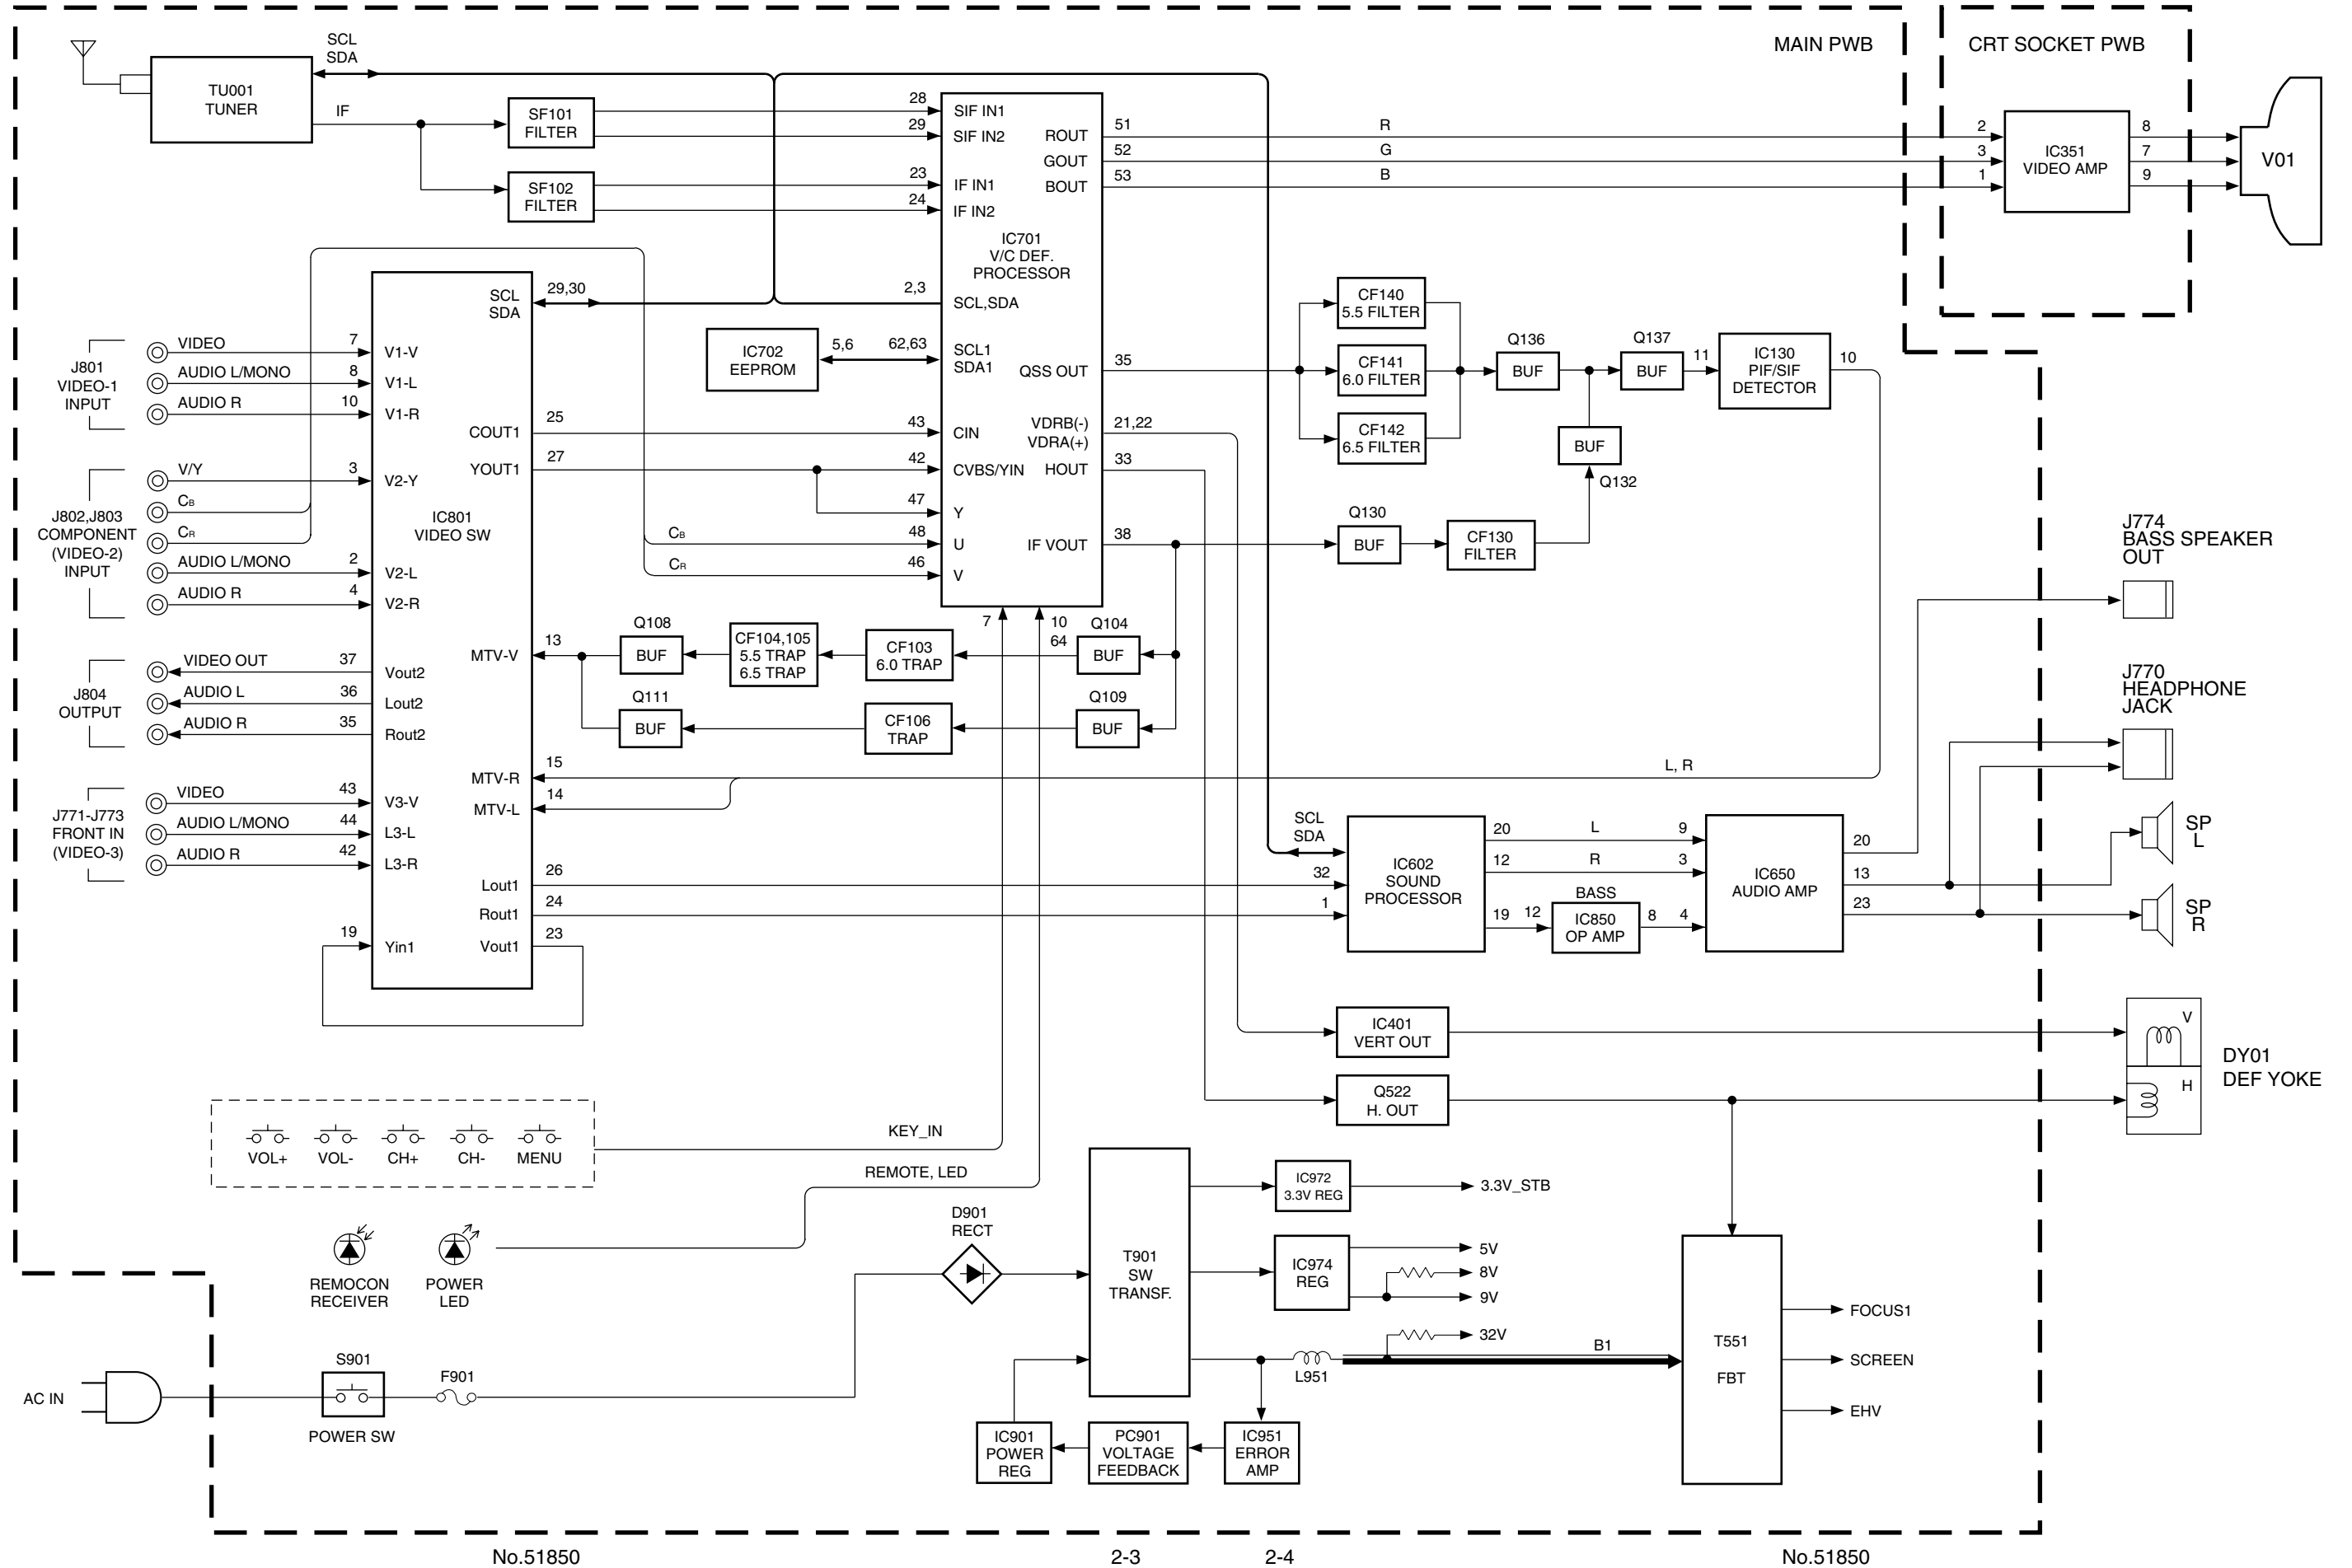 MAIN PWB
CRT SOCKET PWB
SCL
SDA
TU001
TUNER
IF
SF101
FILTER
SF102
FILTER
28
29
23
24
SIF IN1
SIF IN2
IF IN1
IF IN2
IC701
V/C DEF.
PROCESSOR
2,3
SCL,SDA
SCL1
SDA1
62,63
5,6
IC702
EEPROM
43
CIN
42
CVBS/YIN
47
Y
48
U
46
V
CB
CR
ROUT
GOUT
BOUT
51
52
53
R
G
B
2
3
1
IC351
VIDEO AMP
8
7
9
V01
QSS OUT
35
VDRB(-)
VDRA(+)
21,22
HOUT
33
IF VOUT
38
7
10
64
CF140
5.5 FILTER
CF141
6.0 FILTER
CF142
6.5 FILTER
Q136
BUF
Q137
BUF
11
IC130
PIF/SIF
DETECTOR
10
BUF
Q132
Q130
BUF
CF130
FILTER
J801
VIDEO-1
INPUT
VIDEO
7
V1-V
AUDIO L/MONO
8
V1-L
AUDIO R
10
V1-R
J802,J803
COMPONENT
(VIDEO-2)
INPUT
V/Y
3
V2-Y
CB
CR
AUDIO L/MONO
2
V2-L
AUDIO R
4
V2-R
J804
OUTPUT
VIDEO OUT
37
Vout2
AUDIO L
36
Lout2
AUDIO R
35
Rout2
J771-J773
FRONT IN
(VIDEO-3)
VIDEO
43
V3-V
AUDIO L/MONO
44
L3-L
AUDIO R
42
L3-R
19
Yin1
IC801
VIDEO SW
SCL
SDA
29,30
COUT1
25
YOUT1
27
MTV-V
13
MTV-R
15
MTV-L
14
Lout1
26
Rout1
24
Vout1
23
Q108
BUF
CF104,105
5.5 TRAP
6.5 TRAP
CF103
6.0 TRAP
Q104
BUF
Q111
BUF
CF106
TRAP
Q109
BUF
L, R
SCL
SDA
32
1
IC602
SOUND
PROCESSOR
20
L
9
12
R
3
19
12
BASS
IC850
OP AMP
8
4
IC650
AUDIO AMP
20
13
23
J774
BASS SPEAKER
OUT
J770
HEADPHONE
JACK
SP
L
SP
R
IC401
VERT OUT
Q522
H. OUT
V
H
DY01
DEF YOKE
VOL+
VOL-
CH+
CH-
MENU
KEY_IN
REMOTE, LED
REMOCON
RECEIVER
POWER
LED
AC IN
S901
POWER SW
F901
D901
RECT
T901
SW
TRANSF.
IC972
3.3V REG
3.3V_STB
IC974
REG
5V
8V
9V
32V
L951
B1
IC901
POWER
REG
PC901
VOLTAGE
FEEDBACK
IC951
ERROR
AMP
T551
FBT
FOCUS1
SCREEN
EHV
No.51850
2-3
2-4
No.51850